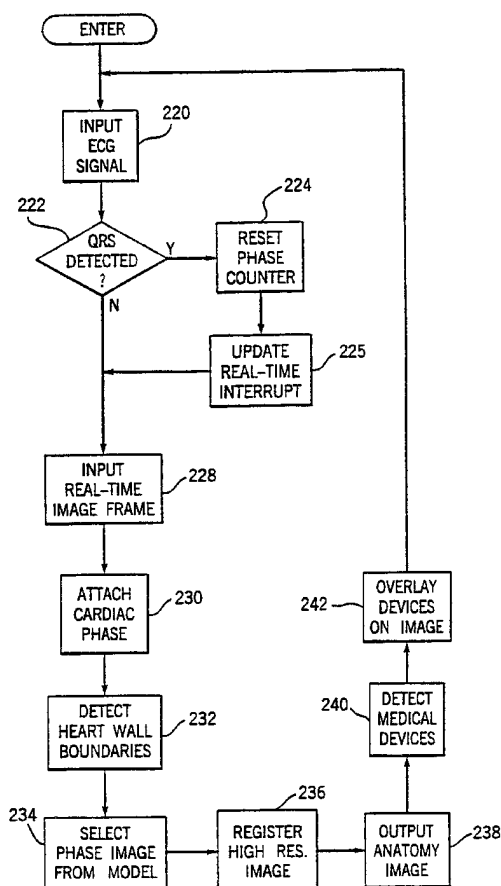 ENTER
INPUT
ECG
SIGNAL
220
222
QRS
DETECTED
?
Y
N
224
RESET
PHASE
COUNTER
UPDATE
REAL-TIME
INTERRUPT
225
INPUT
REAL-TIME
IMAGE FRAME
228
ATTACH
CARDIAC
PHASE
230
DETECT
HEART WALL
BOUNDARIES
232
234
SELECT
PHASE IMAGE
FROM MODEL
236
REGISTER
HIGH RES.
IMAGE
OUTPUT
ANATOMY
IMAGE
238
240
DETECT
MEDICAL
DEVICES
242
OVERLAY
DEVICES
ON IMAGE